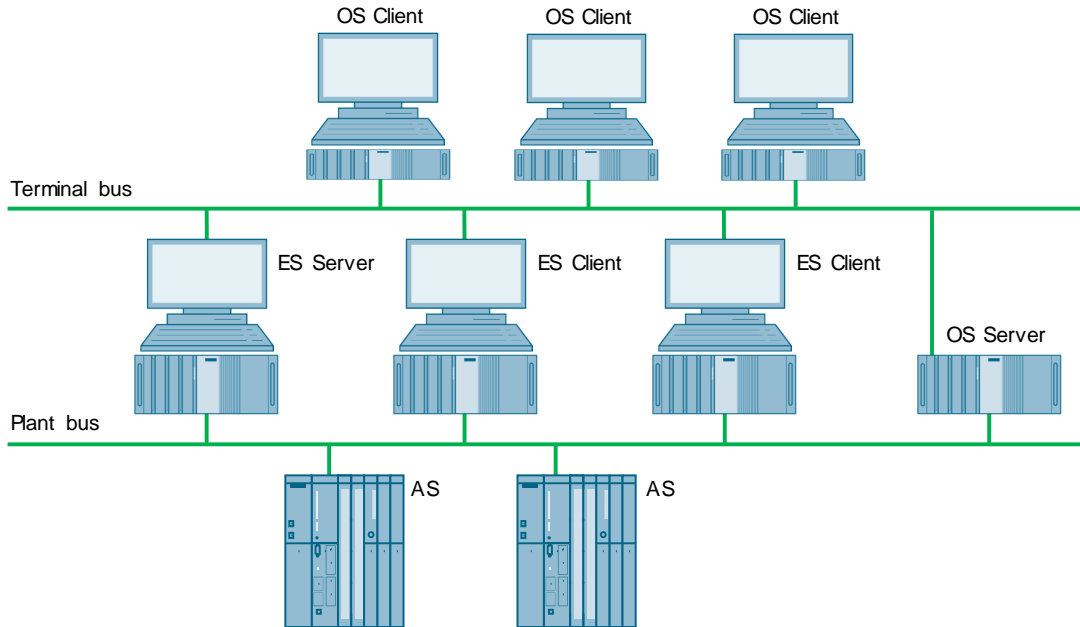 OS Client
OS Client
OS Client
Terminal bus
ES Server
ES Client
ES Client
OS Server
Plant bus
AS
AS